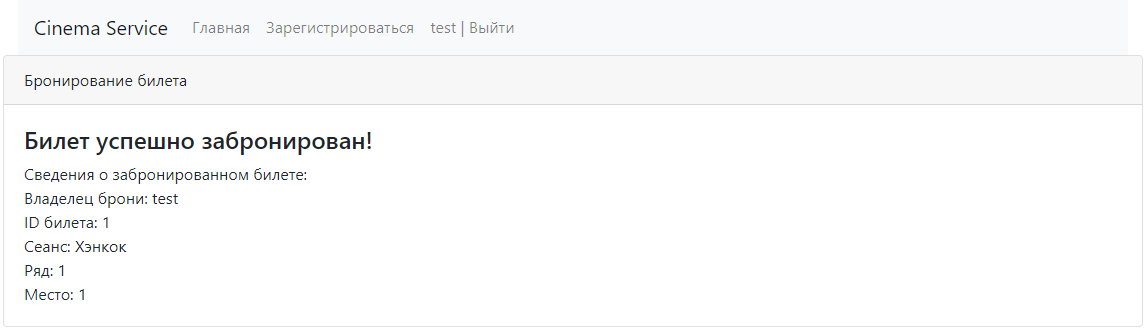 Cinema Service Главная Зарегистрироваться test | Выйти
Бронирование билета
Билет успешно забронирован!
Сведения о забронированном билете:
Владелец брони: test
ID билета: 1
Сеанс: Хэнкок
Ряд: 1
Место: 1